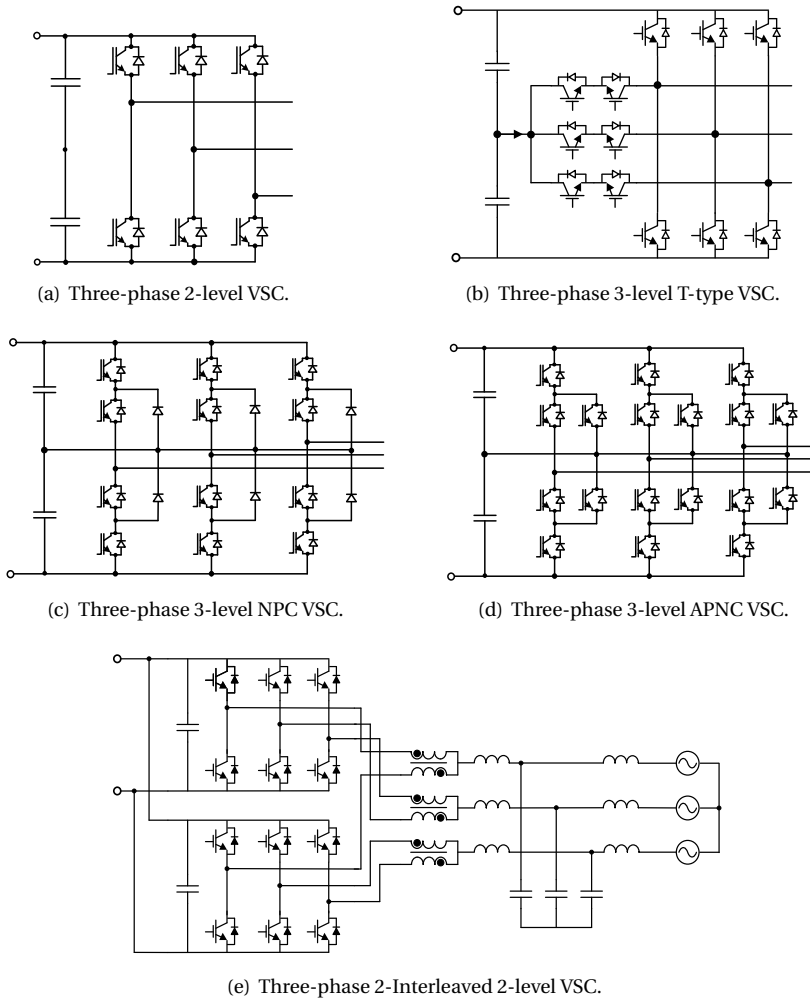 (a) Three-phase 2-level VSC.
(b) Three-phase 3-level T-type VSC.
(c) Three-phase 3-level NPC VSC.
(d) Three-phase 3-level APNC VSC.
(e) Three-phase 2-Interleaved 2-level VSC.